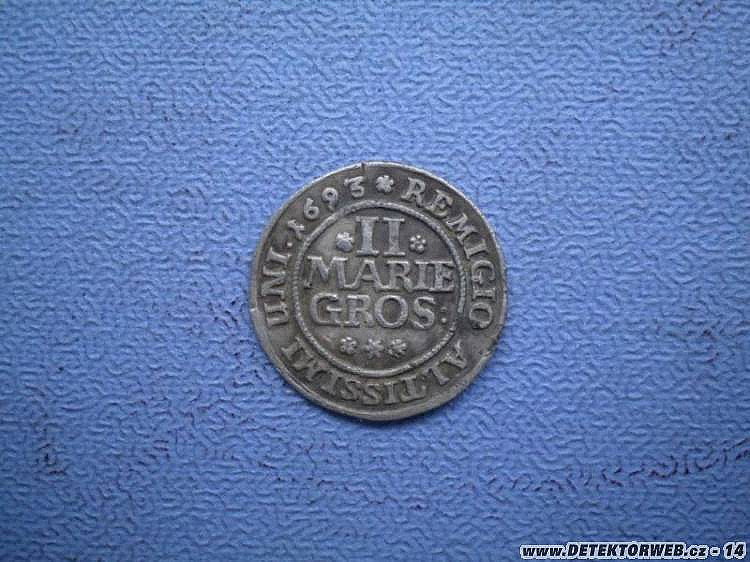 * REMIGIO ALTISSIMI UNI · 1693
* II *
MARIE
GROS:
* * *
www.DETEKTORWEB.cz - 14